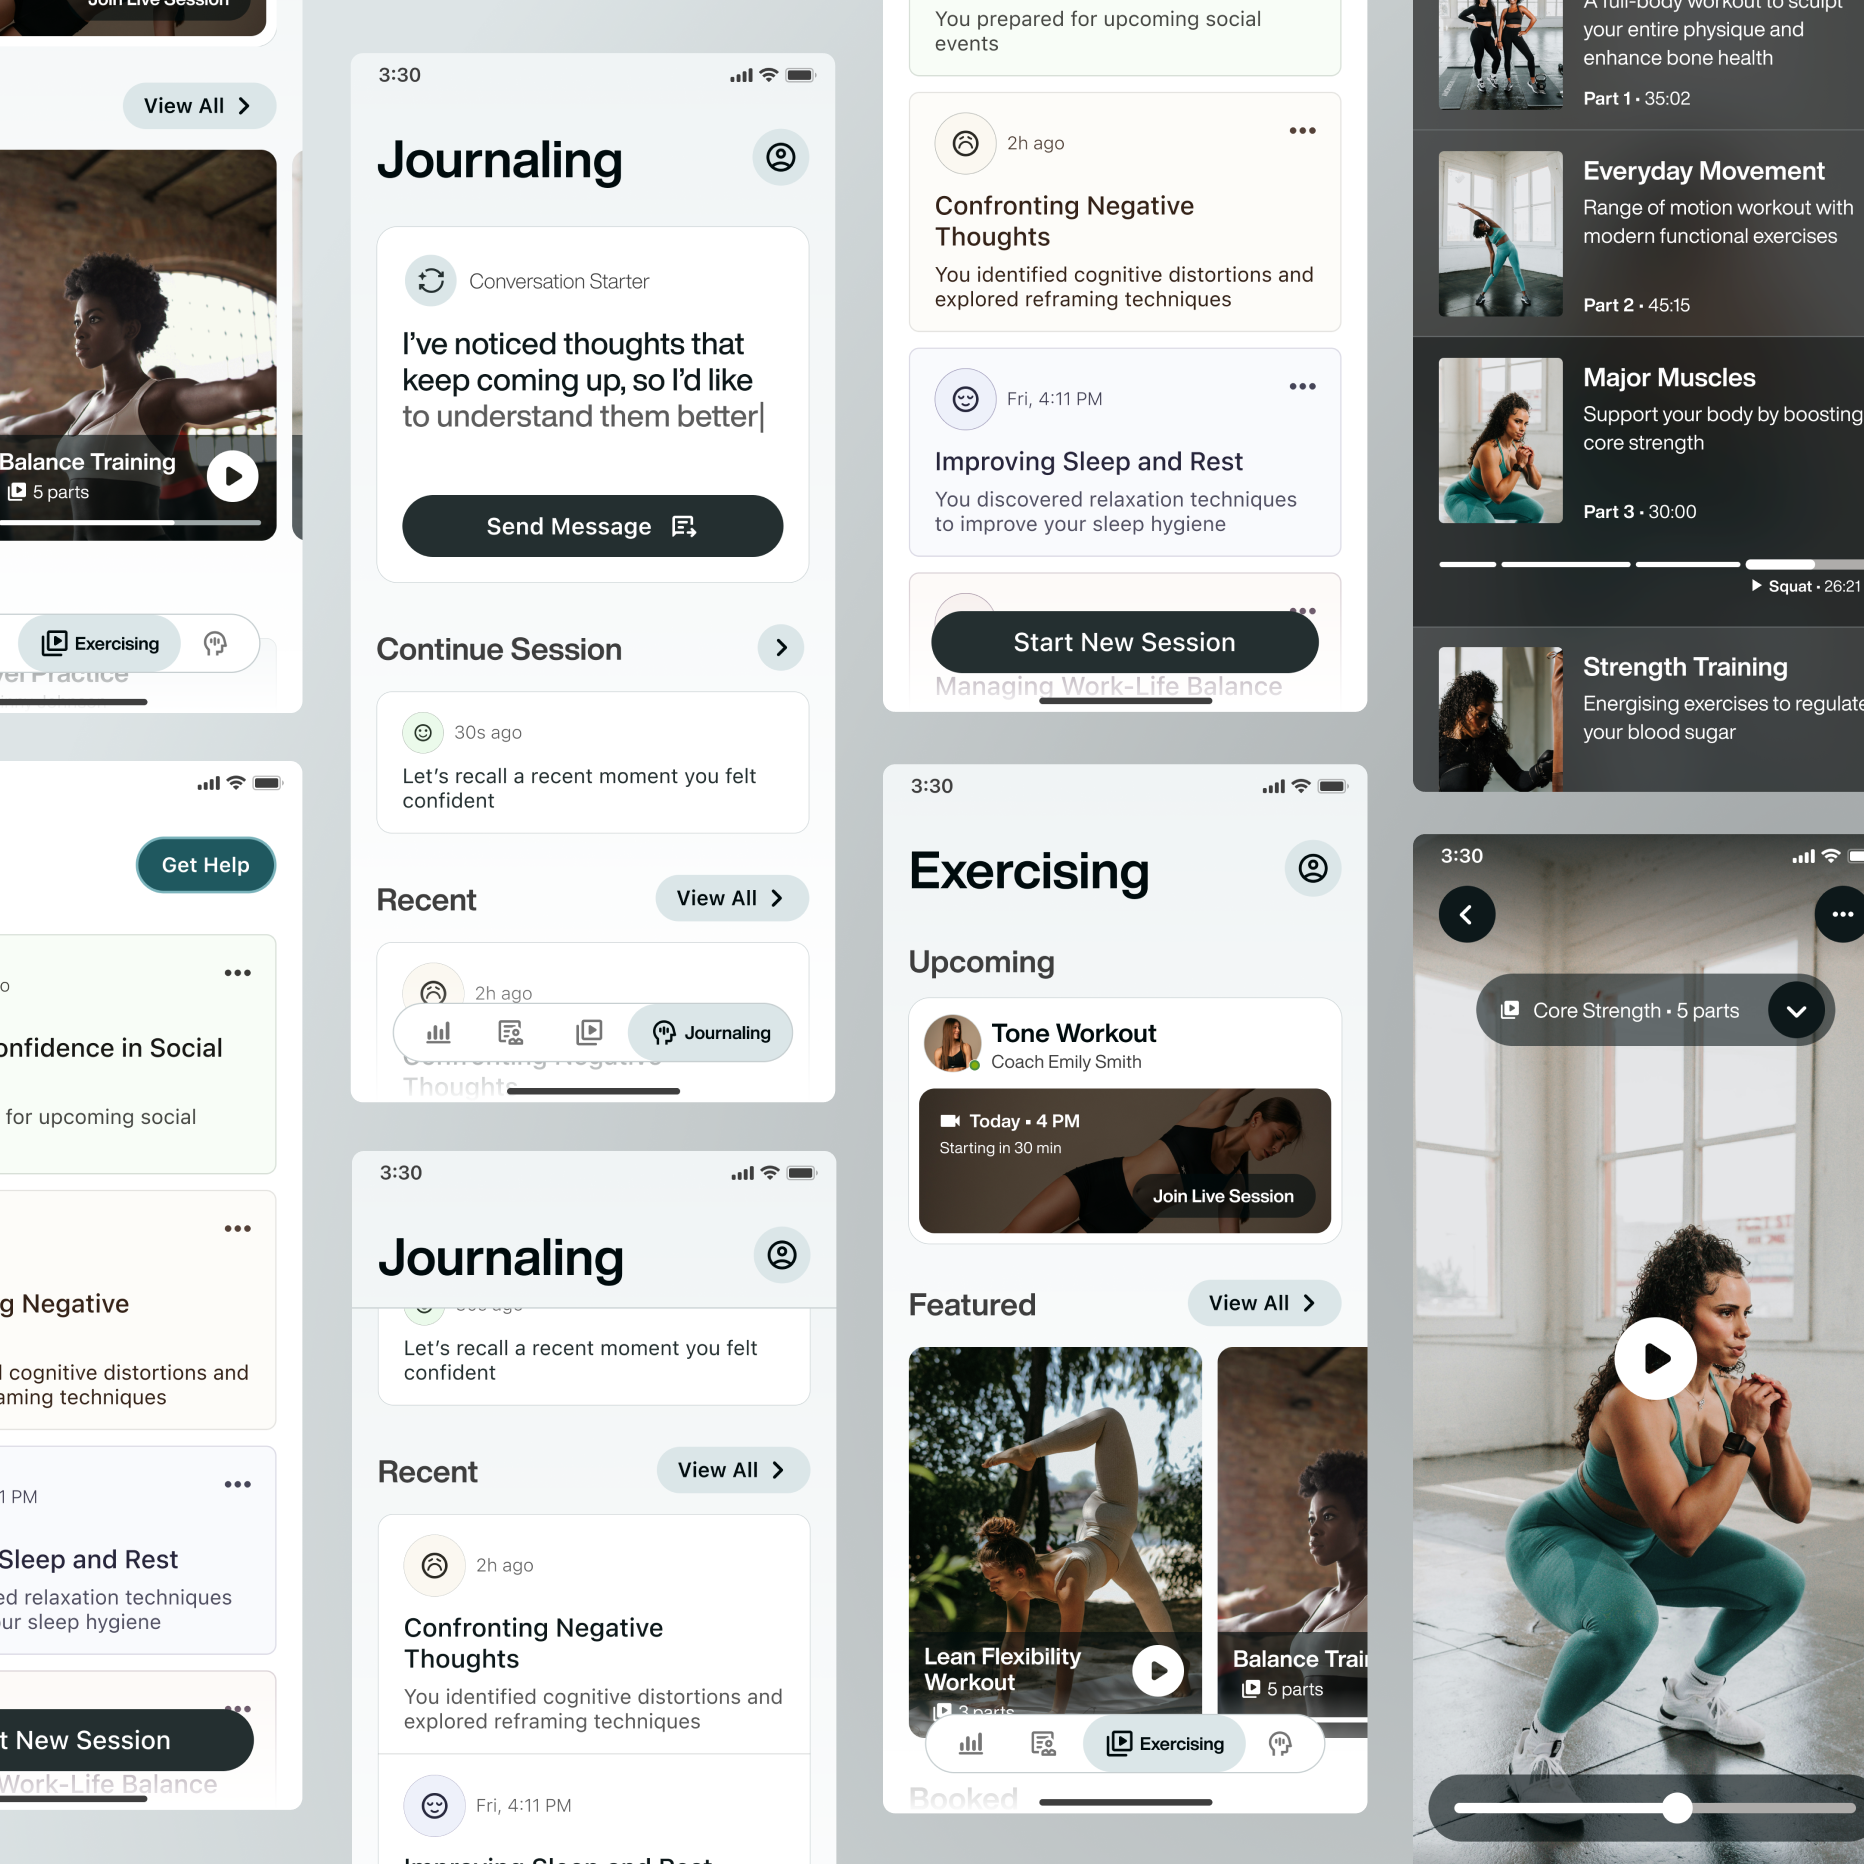 Join Live Session
View All
Balance Training
5 parts
Exercising
Practice
Get Help
onfidence in Social
for upcoming social
g Negative
cognitive distortions and
aming techniques
1 PM
Sleep and Rest
ed relaxation techniques
ur sleep hygiene
t New Session
Work-Life Balance
3:30
Journaling
Conversation Starter
I've noticed thoughts that
keep coming up, so I'd like
to understand them better|
Send Message
Continue Session
30s ago
Let's recall a recent moment you felt
confident
Recent
View All
2h ago
Journaling
Confronting Negative
Thoughts
3:30
Journaling
30s ago
Let's recall a recent moment you felt
confident
Recent
View All
2h ago
Confronting Negative
Thoughts
You identified cognitive distortions and
explored reframing techniques
Fri, 4:11 PM
Improving Sleep and Rest
You prepared for upcoming social
events
2h ago
Confronting Negative
Thoughts
You identified cognitive distortions and
explored reframing techniques
Fri, 4:11 PM
Improving Sleep and Rest
You discovered relaxation techniques
to improve your sleep hygiene
Start New Session
Managing Work-Life Balance
3:30
Exercising
Upcoming
Tone Workout
Coach Emily Smith
Today • 4 PM
Starting in 30 min
Join Live Session
Featured
View All
Lean Flexibility
Workout
3 parts
Balance Trai
5 parts
Exercising
Booked
A full-body workout to sculpt
your entire physique and
enhance bone health
Part 1 • 35:02
Everyday Movement
Range of motion workout with
modern functional exercises
Part 2 • 45:15
Major Muscles
Support your body by boosting
core strength
Part 3 • 30:00
Squat • 26:21
Strength Training
Energising exercises to regulate
your blood sugar
3:30
Core Strength • 5 parts